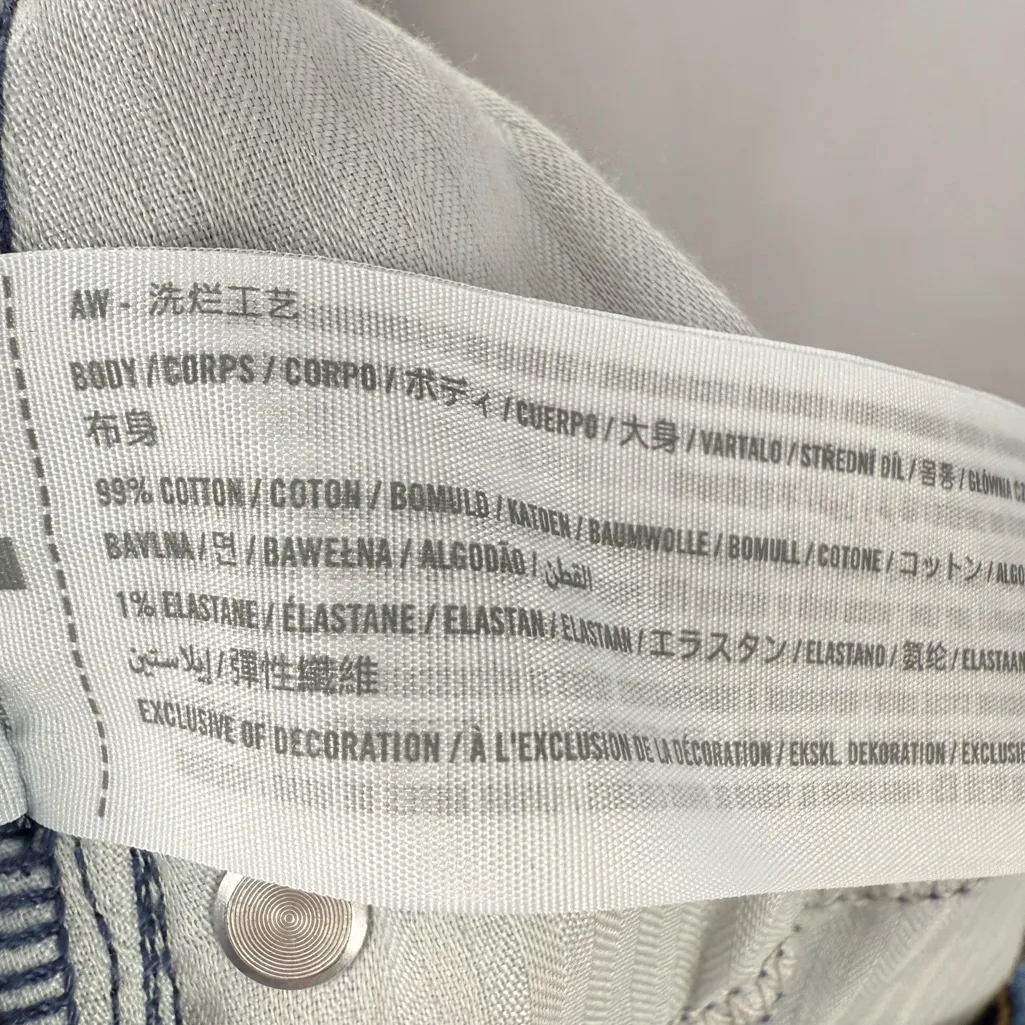 AW - 洗烂工艺
BODY / CORPS / CORPO / ボディ / CUERPO / 大身 / VARTALO / STŘEDNÍ DÍL / 몸통 / GŁÓWNA
布身
99% COTTON / COTON / BOMULD / KATOEN / BAUMWOLLE / BOMULL / COTONE / コットン /
BAVLNA / 면 / BAWEŁNA / ALGODÃO / القطن
1% ELASTANE / ÉLASTANE / ELASTAN / ELASTAAN / エラスタン / ELASTANO / 氨纶 / ELASTAAN
إيلاستين / 彈性纖維
EXCLUSIVE OF DECORATION / À L'EXCLUSION DE LA DÉCORATION / EKSKL. DEKORATION /